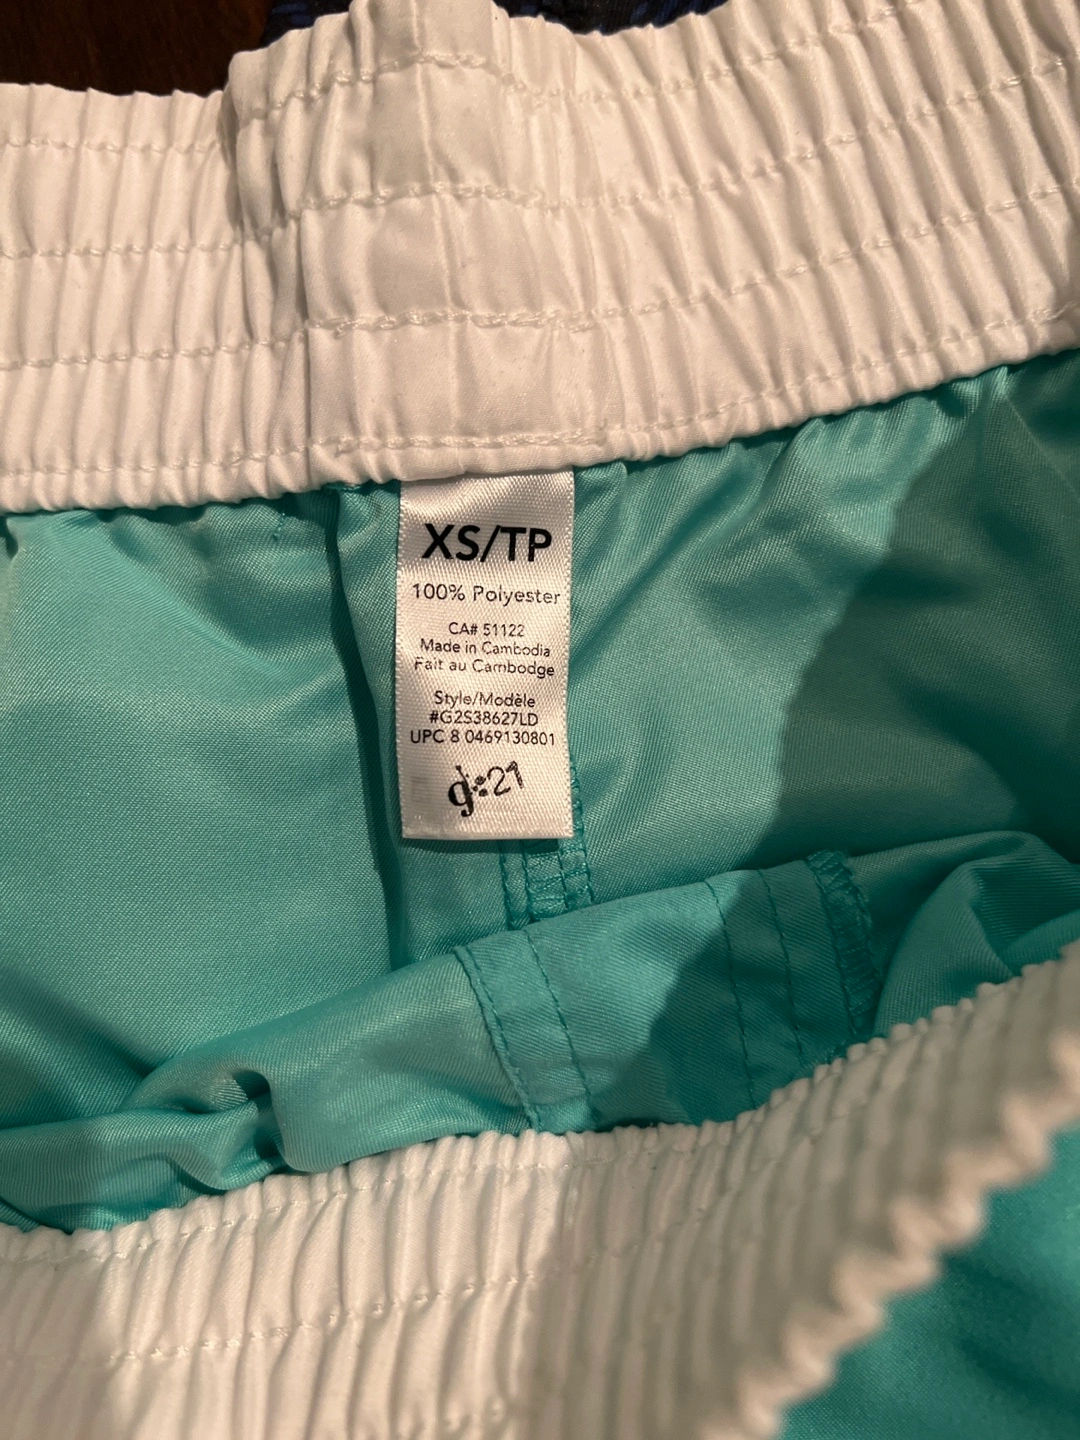 XS/TP
100% Polyester
CA# 51122
Made in Cambodia
Fait au Cambodge
Style/Modèle
#G2S38627LD
UPC 8 0469130801
g:21